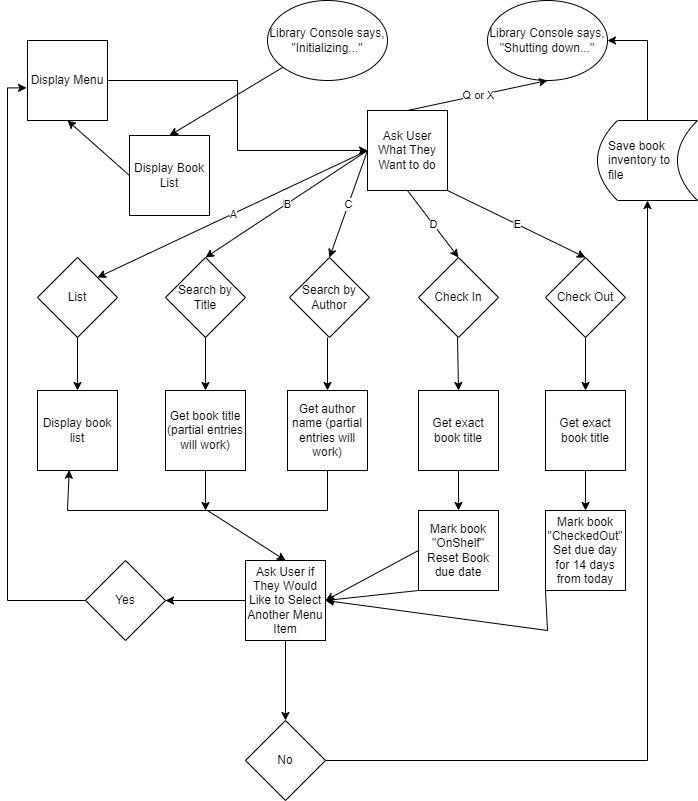 Library Console says,
"Initializing..."
Library Console says,
"Shutting down..."
Display Menu
Q or X
Ask User
What They
Want to do
Save book
inventory to
file
Display Book
List
A
B
C
D
E
List
Search by
Title
Search by
Author
Check In
Check Out
Display book
list
Get book title
(partial entries
will work)
Get author
name (partial
entries will
work)
Get exact
book title
Get exact
book title
Mark book
"OnShelf"
Reset Book
due date
Mark book
"CheckedOut"
Set due day
for 14 days
from today
Ask User if
They Would
Like to Select
Another Menu
Item
Yes
No